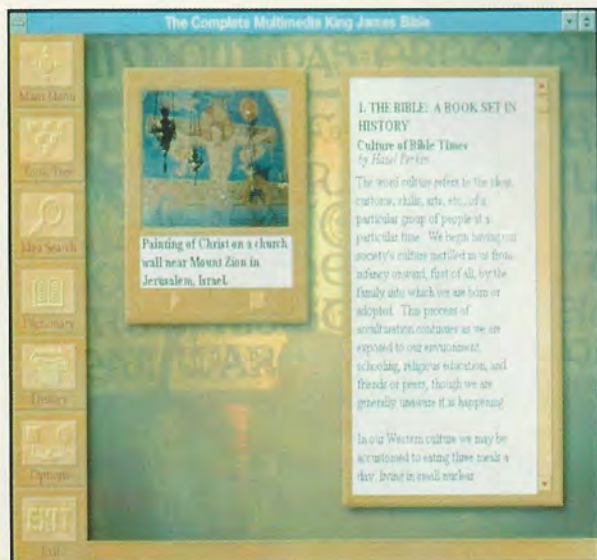 The Complete Multimedia King James Bible
Main Menu
Topic Tree
Idea Search
Dictionary
History
Options
EXIT
Exit
Painting of Christ on a church
wall near Mount Zion in
Jerusalem, Israel.
I. THE BIBLE: A BOOK SET IN
HISTORY
Culture of Bible Times
by Hazel Perkin
The word culture refers to the ideas,
customs, skills, arts, etc., of a
particular group of people at a
particular time. We begin having our
society's culture instilled in us from
infancy onward, first of all, by the
family into which we are born or
adopted. This process of
acculturation continues as we are
exposed to our environment,
schooling, religious education, and
friends or peers, though we are
generally unaware it is happening.
In our Western culture we may be
accustomed to eating three meals a
day, living in small nuclear